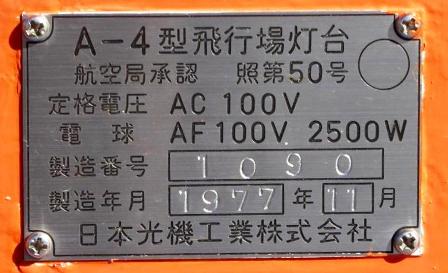 A-4型飛行場灯台
航空局承認 照第50号
定格電圧 AC 100V
電球 AF 100V 2500W
製造番号 1090
製造年月 1977年11月
日本光機工業株式会社